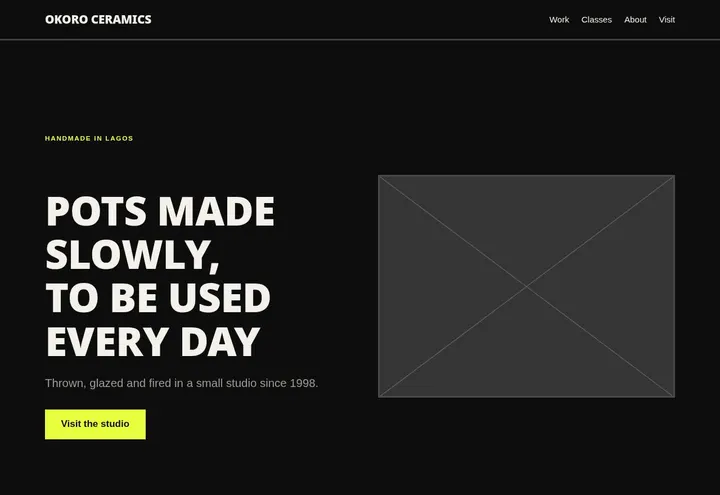 OKORO CERAMICS
Work Classes About Visit
HANDMADE IN LAGOS
POTS MADE
SLOWLY,
TO BE USED
EVERY DAY
Thrown, glazed and fired in a small studio since 1998.
Visit the studio